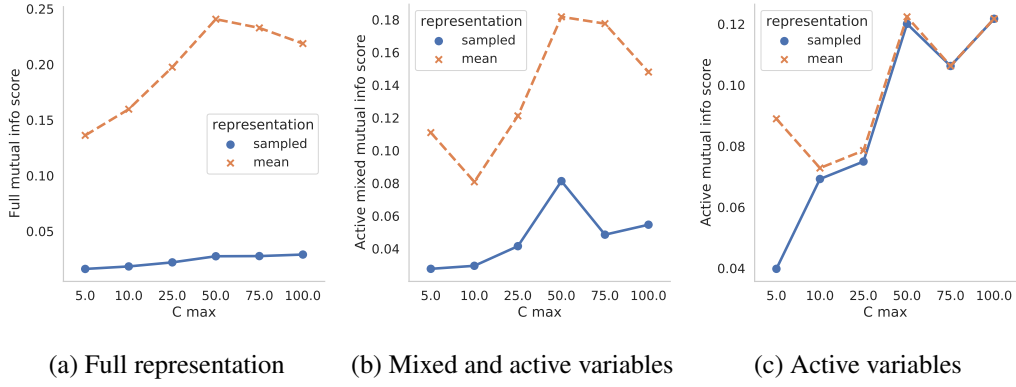 Full mutual info score
0.25
0.20
0.15
0.10
0.05
representation
sampled
mean
5.0 10.0 25.0 50.0 75.0 100.0
C max
(a) Full representation
Active mixed mutual info score
0.18
0.16
0.14
0.12
0.10
0.08
0.06
0.04
representation
sampled
mean
5.0 10.0 25.0 50.0 75.0 100.0
C max
(b) Mixed and active variables
Active mutual info score
0.12
0.10
0.08
0.06
0.04
representation
sampled
mean
5.0 10.0 25.0 50.0 75.0 100.0
C max
(c) Active variables